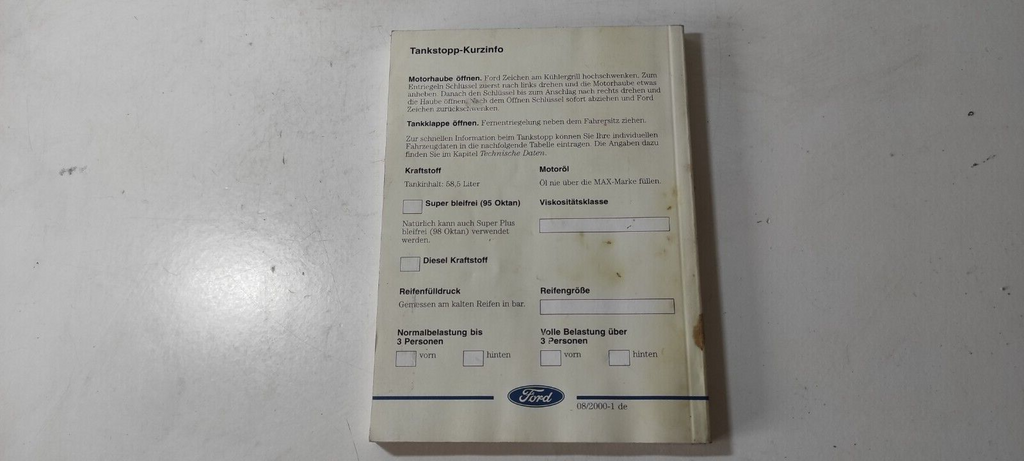 Tankstopp-Kurzinfo
Motorhaube öffnen. Ford Zeichen am Kühlergrill hochschwenken. Zum
Entriegeln Schlüssel zuerst nach links drehen und die Motorhaube etwas
anheben. Danach den Schlüssel bis zum Anschlag nach rechts drehen und
die Haube öffnen. Nach dem Öffnen Schlüssel sofort abziehen und Ford
Zeichen zurückschwenken.
Tankklappe öffnen. Fernentriegelung neben dem Fahrersitz ziehen.
Zur schnellen Information beim Tankstopp können Sie Ihre individuellen
Fahrzeugdaten in die nachfolgende Tabelle eintragen. Die Angaben dazu
finden Sie im Kapitel Technische Daten.
Kraftstoff
Tankinhalt: 58,5 Liter
Super bleifrei (95 Oktan)
Natürlich kann auch Super Plus
bleifrei (98 Oktan) verwendet
werden.
Diesel Kraftstoff
Motoröl
Öl nie über die MAX-Marke füllen.
Viskositätsklasse
Reifenfülldruck
Gemessen am kalten Reifen in bar.
Reifengröße
Normalbelastung bis
3 Personen
vorn hinten
Volle Belastung über
3 Personen
vorn hinten
Ford
08/2000-1 de